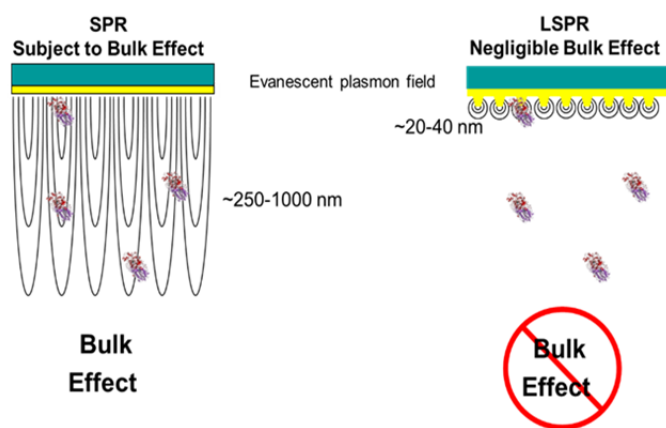 SPR
Subject to Bulk Effect
LSPR
Negligible Bulk Effect
Evanescent plasmon field
~20-40 nm
~250-1000 nm
Bulk
Effect
Bulk
Effect